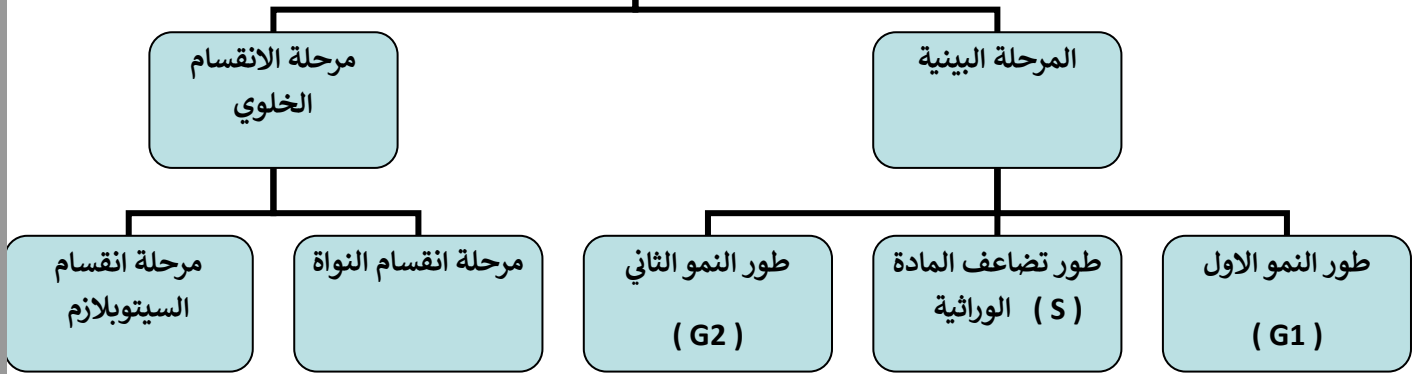 المرحلة البينية
مرحلة الانقسام
الخلوي
طور النمو الاول
( G1 )
طور تضاعف المادة
الوراثية ( S )
طور النمو الثاني
( G2 )
مرحلة انقسام النواة
مرحلة انقسام
السيتوبلازم